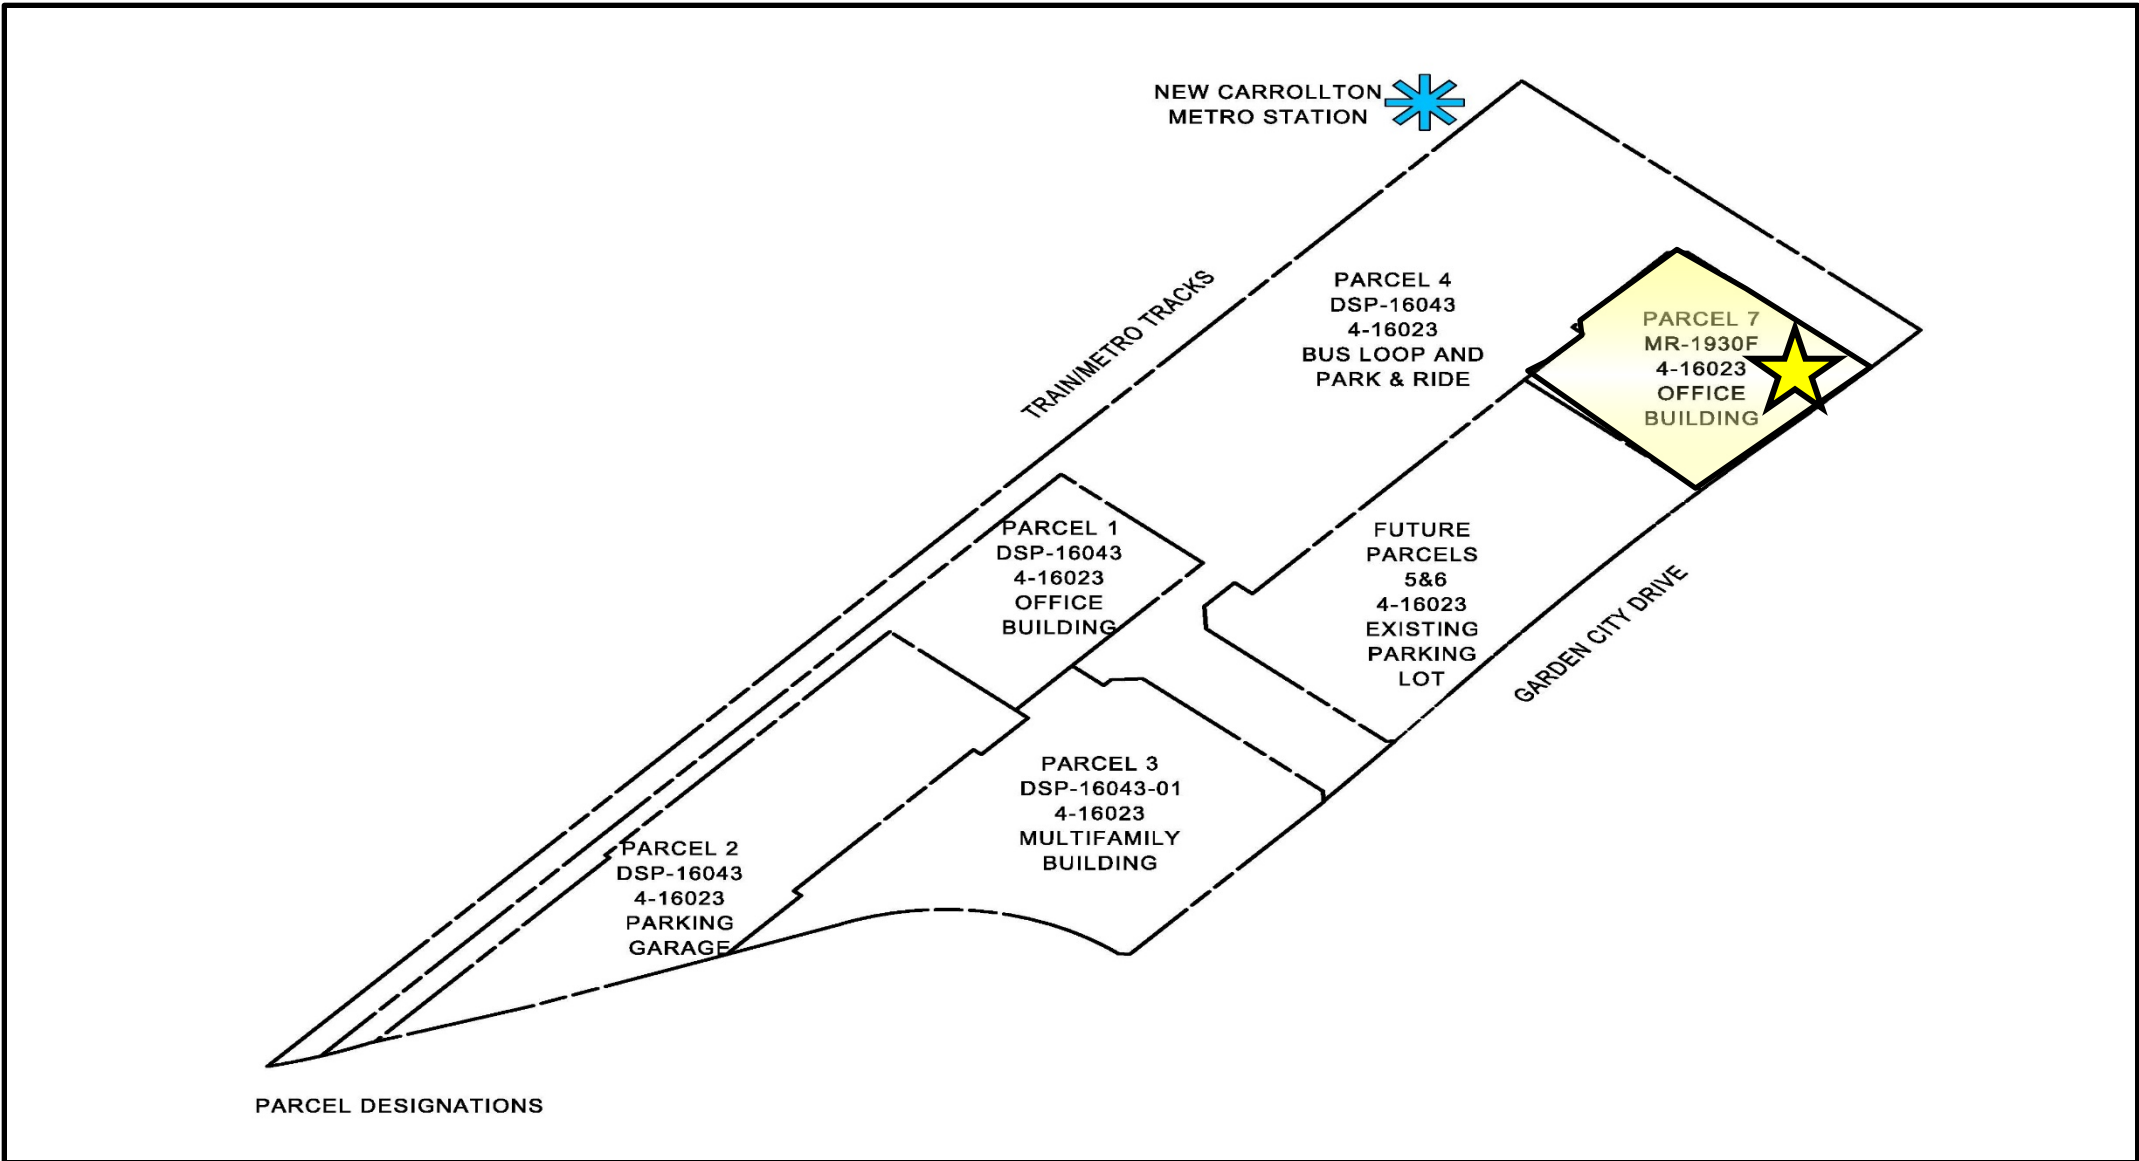 NEW CARROLLTON
METRO STATION
TRAIN/METRO TRACKS
PARCEL 4
DSP-16043
4-16023
BUS LOOP AND
PARK & RIDE
PARCEL 7
MR-1930F
4-16023
OFFICE
BUILDING
PARCEL 1
DSP-16043
4-16023
OFFICE
BUILDING
FUTURE
PARCELS
5&6
4-16023
EXISTING
PARKING
LOT
GARDEN CITY DRIVE
PARCEL 3
DSP-16043-01
4-16023
MULTIFAMILY
BUILDING
PARCEL 2
DSP-16043
4-16023
PARKING
GARAGE
PARCEL DESIGNATIONS